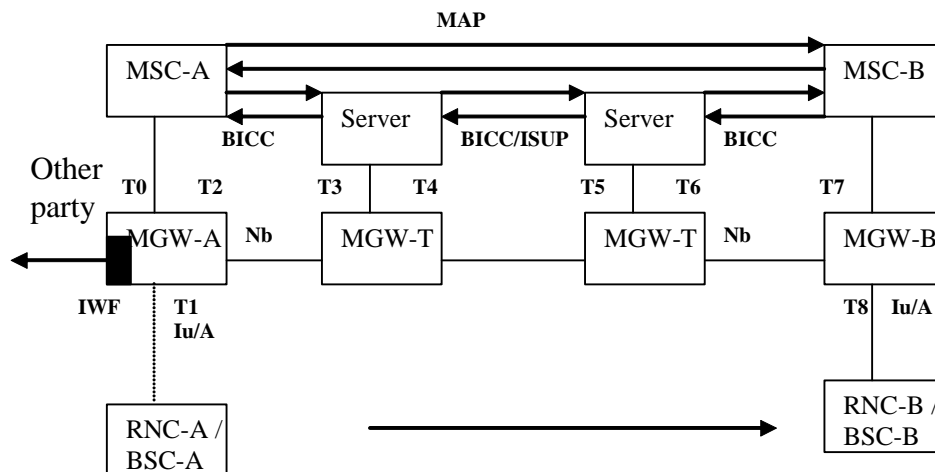 MAP
MSC-A
MSC-B
Server
Server
BICC
BICC/ISUP
BICC
Other
party
T0
T2
T3
T4
T5
T6
T7
MGW-A
Nb
MGW-T
MGW-T
Nb
MGW-B
IWF
T1
Iu/A
T8
Iu/A
RNC-A /
BSC-A
RNC-B /
BSC-B